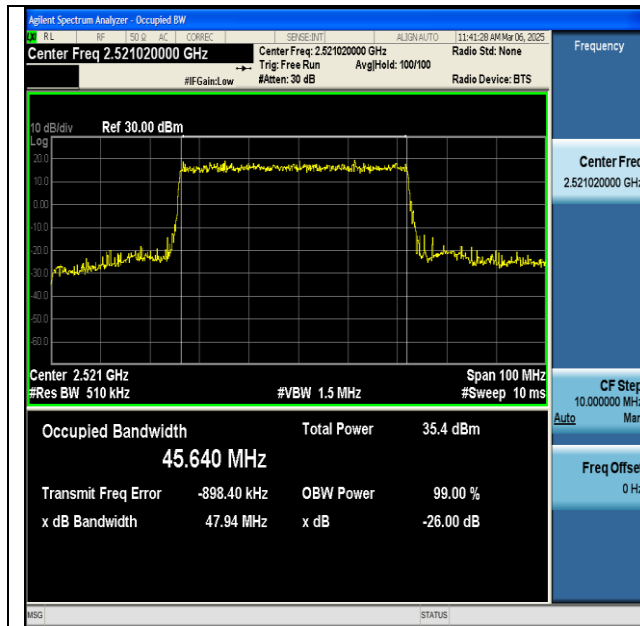 Agilent Spectrum Analyzer - Occupied BW
LXI RL RF 50 Ω AC CORREC SENSE:INT ALIGN AUTO 11:41:28 AM Mar 06, 2025
Center Freq 2.521020000 GHz
Center Freq: 2.521020000 GHz
Radio Std: None
Trig: Free Run Avg|Hold: 100/100
#IFGain:Low #Atten: 30 dB Radio Device: BTS
10 dB/div Ref 30.00 dBm
Log
20.0
10.0
0.00
-10.0
-20.0
-30.0
-40.0
-50.0
-60.0
Center 2.521 GHz Span 100 MHz
#Res BW 510 kHz #VBW 1.5 MHz #Sweep 10 ms
Occupied Bandwidth Total Power 35.4 dBm
45.640 MHz
Transmit Freq Error -898.40 kHz OBW Power 99.00 %
x dB Bandwidth 47.94 MHz x dB -26.00 dB
MSG STATUS
Frequency
Center Freq
2.521020000 GHz
CF Step
10.000000 MHz
Auto Man
Freq Offset
0 Hz